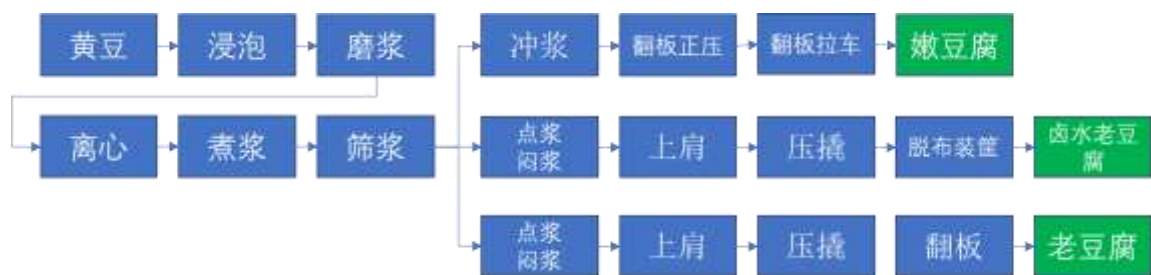 黄豆
浸泡
磨浆
冲浆
翻板正压
翻板拉车
嫩豆腐
离心
煮浆
筛浆
点浆
闷浆
上肩
压撬
脱布装筐
卤水老豆
腐
点浆
闷浆
上肩
压撬
翻板
老豆腐